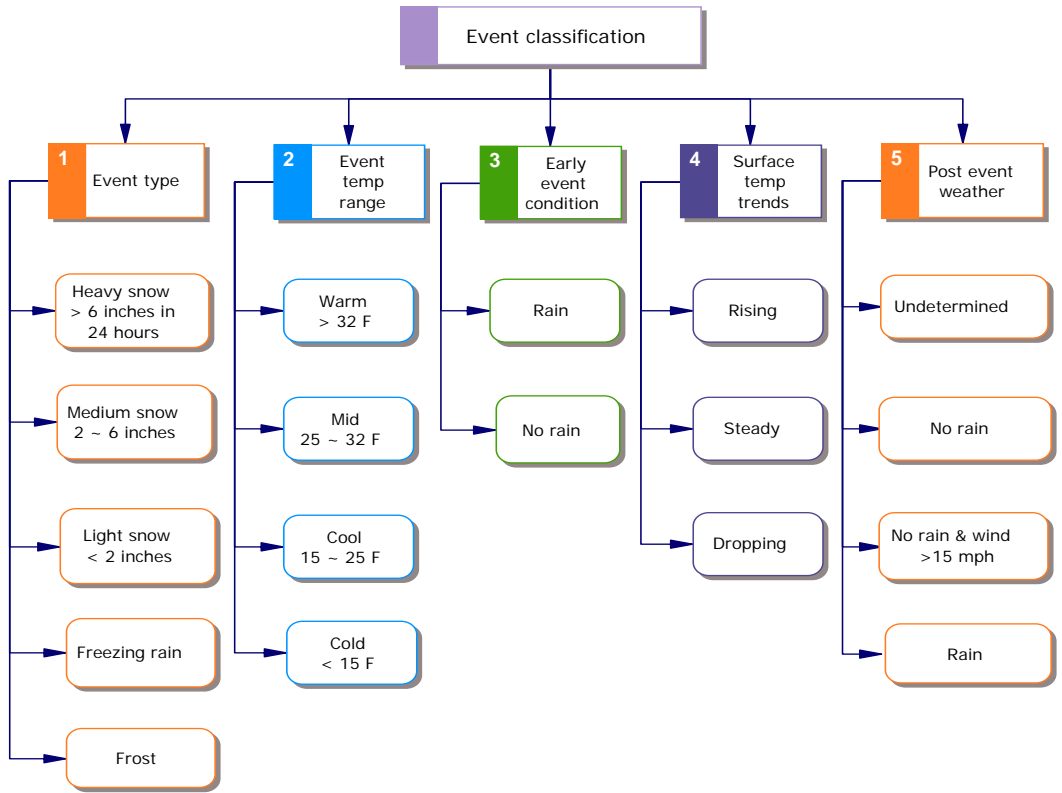 Event classification
1
Event type
Heavy snow
> 6 inches in
24 hours
Medium snow
2 ~ 6 inches
Light snow
< 2 inches
Freezing rain
Frost
2
Event
temp
range
Warm
> 32 F
Mid
25 ~ 32 F
Cool
15 ~ 25 F
Cold
< 15 F
3
Early
event
condition
Rain
No rain
4
Surface
temp
trends
Rising
Steady
Dropping
5
Post event
weather
Undetermined
No rain
No rain & wind
>15 mph
Rain